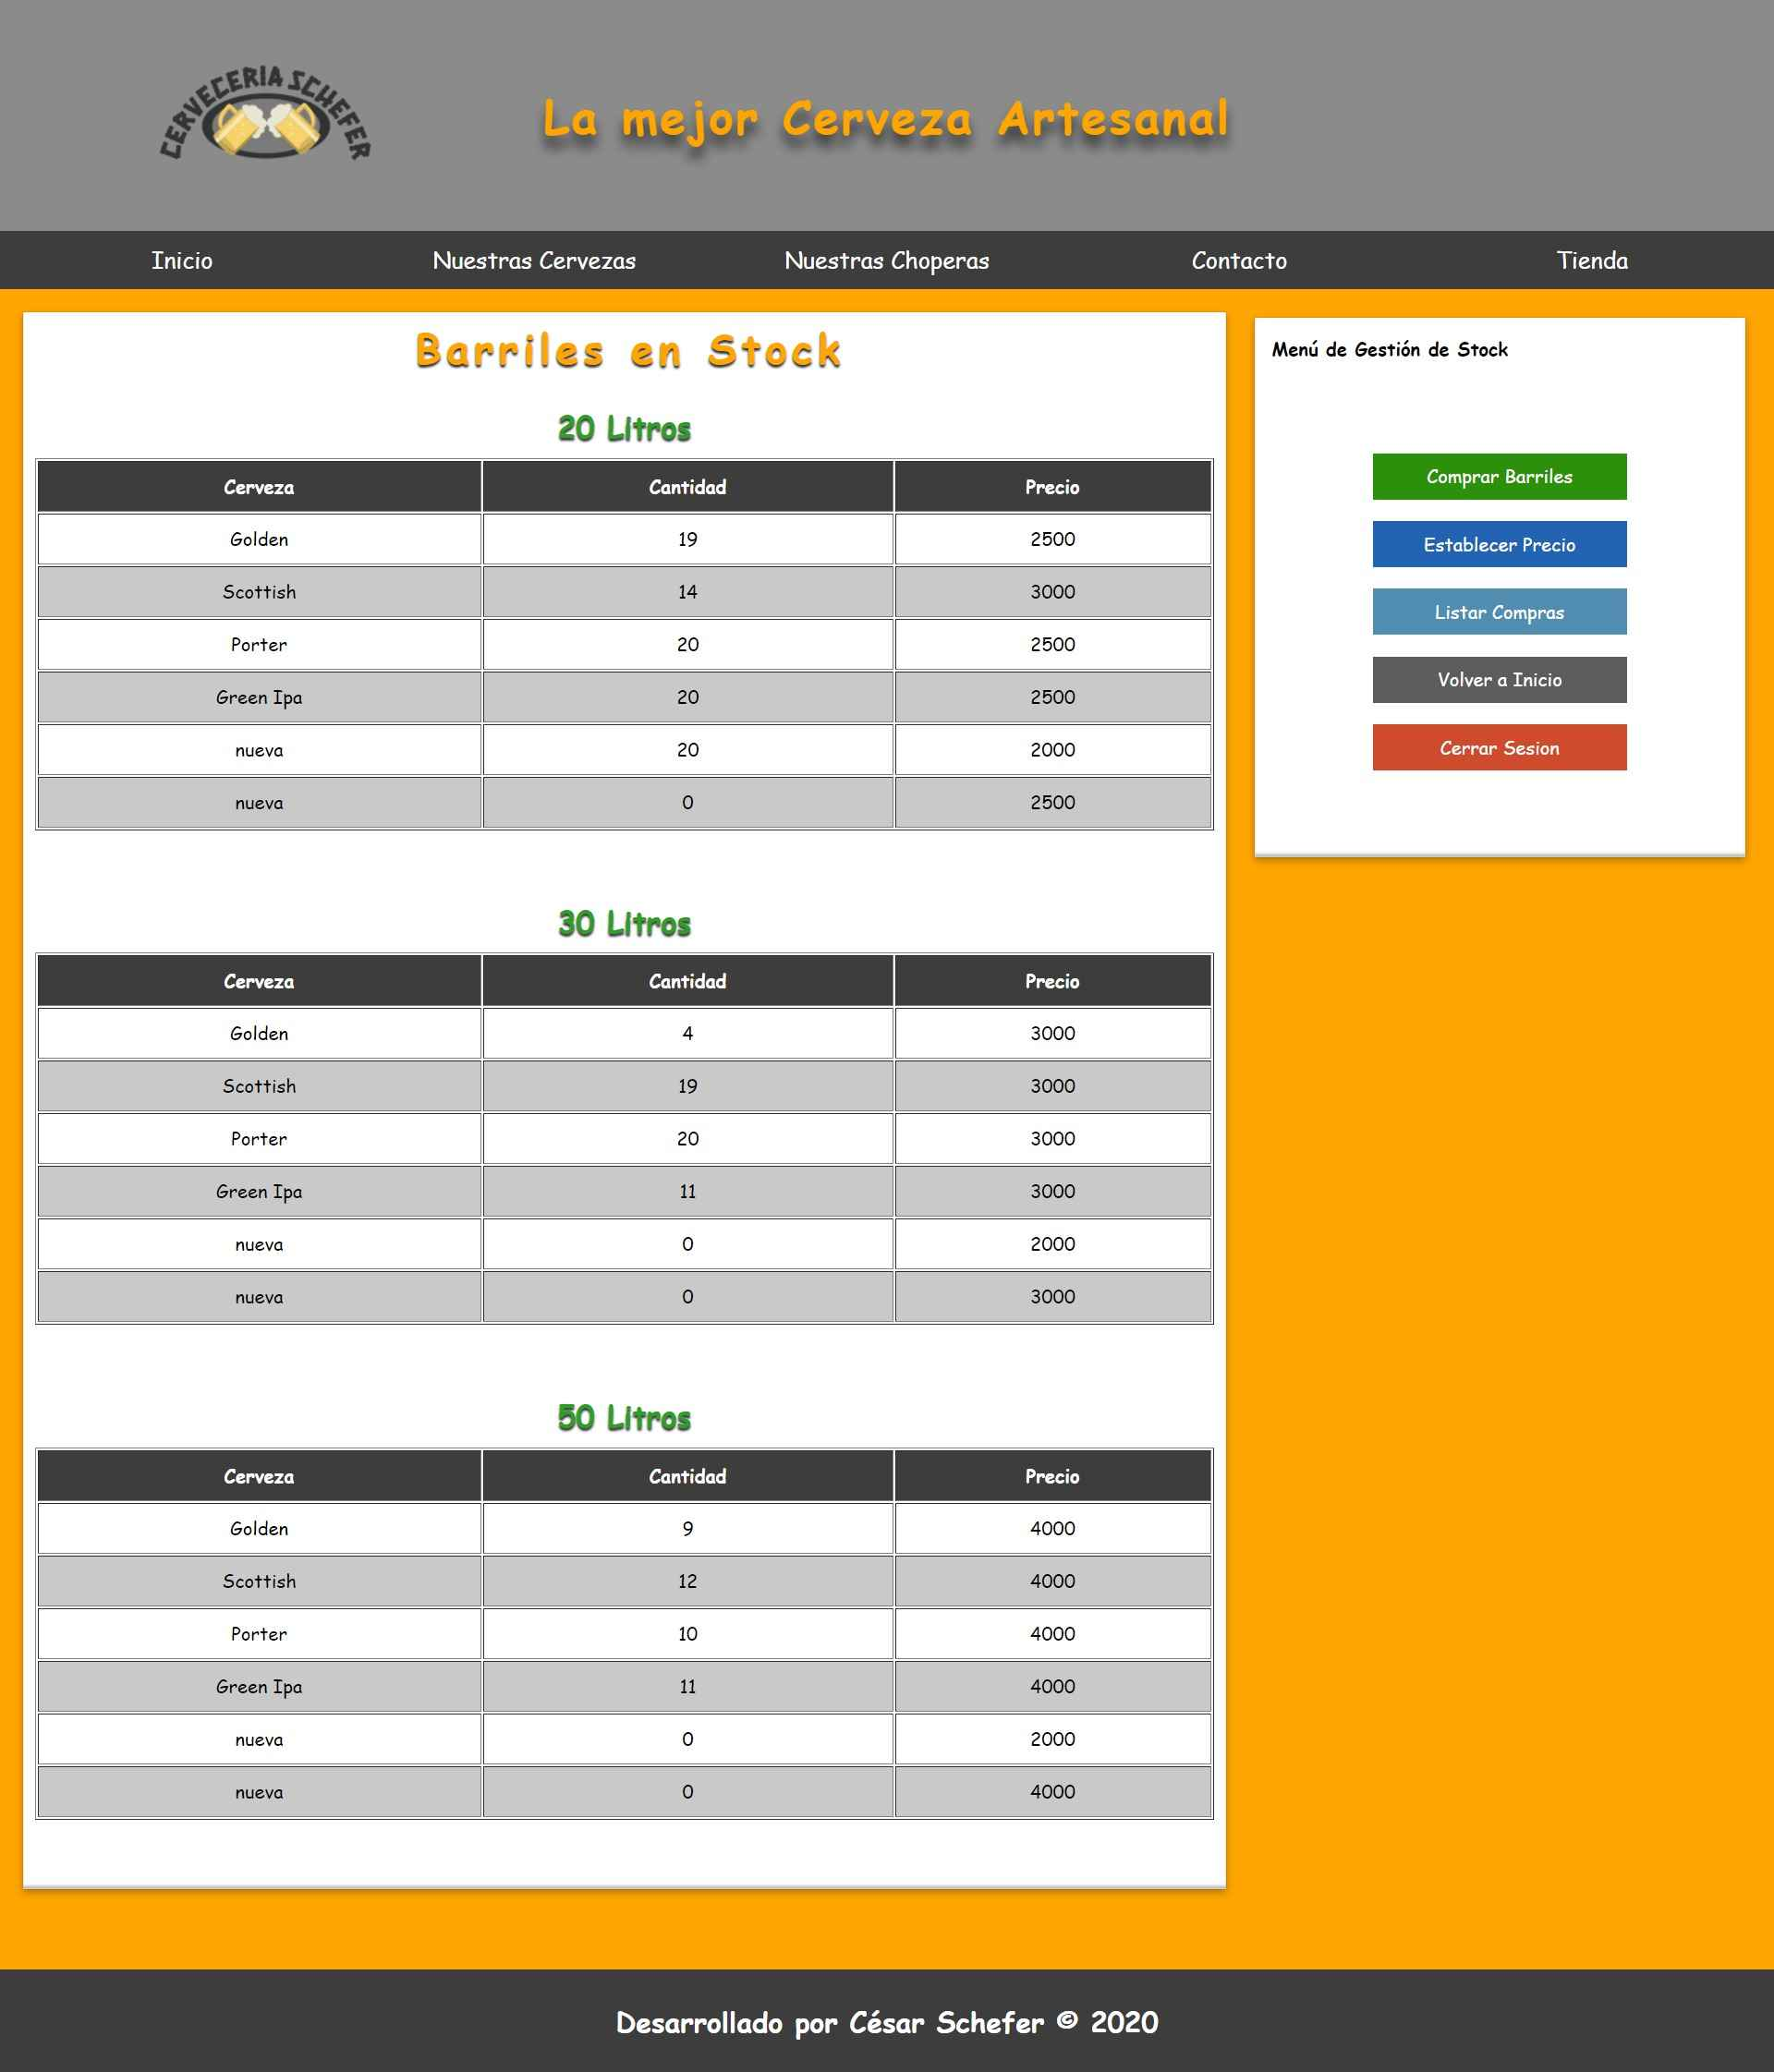 CERVECERIA SCHEFER
La mejor Cerveza Artesanal
Inicio Nuestras Cervezas Nuestras Choperas Contacto Tienda
Barriles en Stock
20 Litros
Cerveza Cantidad Precio
Golden 19 2500
Scottish 14 3000
Porter 20 2500
Green Ipa 20 2500
nueva 20 2000
nueva 0 2500
30 Litros
Cerveza Cantidad Precio
Golden 4 3000
Scottish 19 3000
Porter 20 3000
Green Ipa 11 3000
nueva 0 2000
nueva 0 3000
50 Litros
Cerveza Cantidad Precio
Golden 9 4000
Scottish 12 4000
Porter 10 4000
Green Ipa 11 4000
nueva 0 2000
nueva 0 4000
Menú de Gestión de Stock
Comprar Barriles
Establecer Precio
Listar Compras
Volver a Inicio
Cerrar Sesion
Desarrollado por César Schefer © 2020